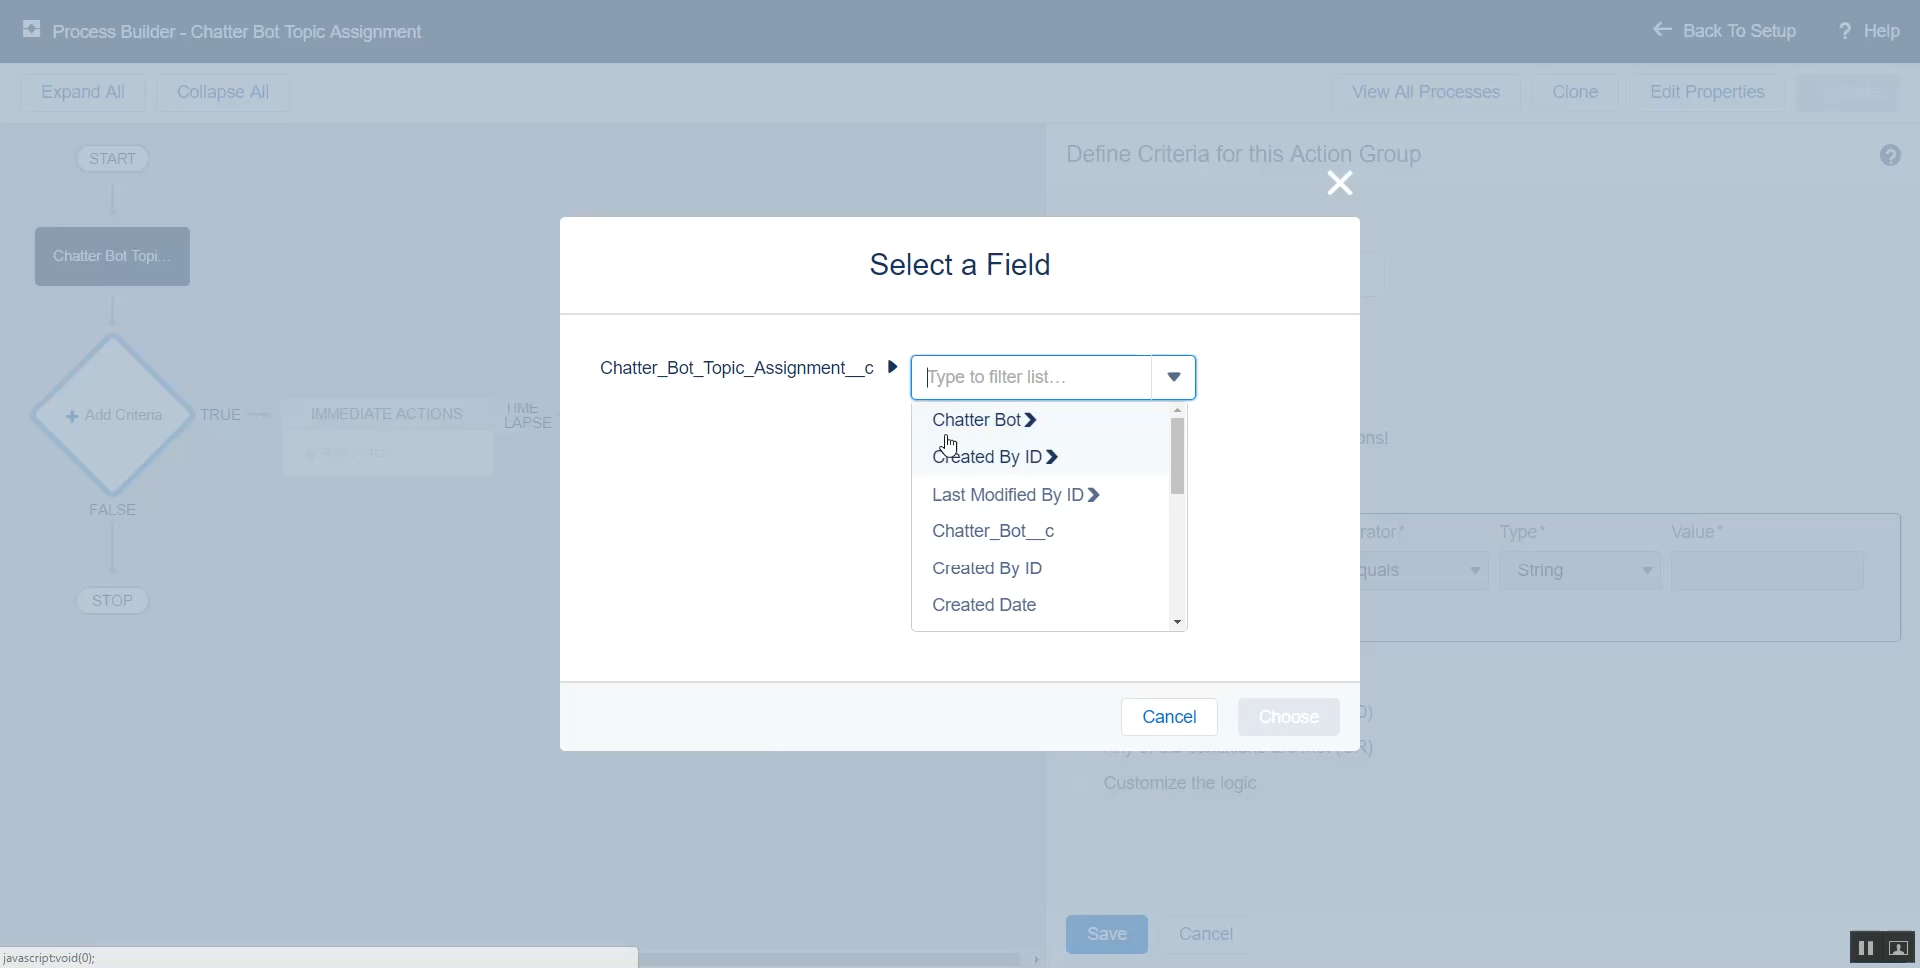 Process Builder - Chatter Bot Topic Assignment
Back To Setup
? Help
Expand All
Collapse All
View All Processes
Clone
Edit Properties
START
Define Criteria for this Action Group
?
Chatter Bot Topi...
Select a Field
Chatter_Bot_Topic_Assignment__c
Type to filter list...
Chatter Bot
Created By ID
Last Modified By ID
Chatter_Bot__c
Created By ID
Created Date
+ Add Criteria
TRUE
IMMEDIATE ACTIONS
TIME
LAPSE
+ Add Action
FALSE
STOP
ons!
rator*
Type*
Value*
quals
String
Cancel
Choose
D)
R)
Customize the logic
Save
Cancel
javascript:void(0);